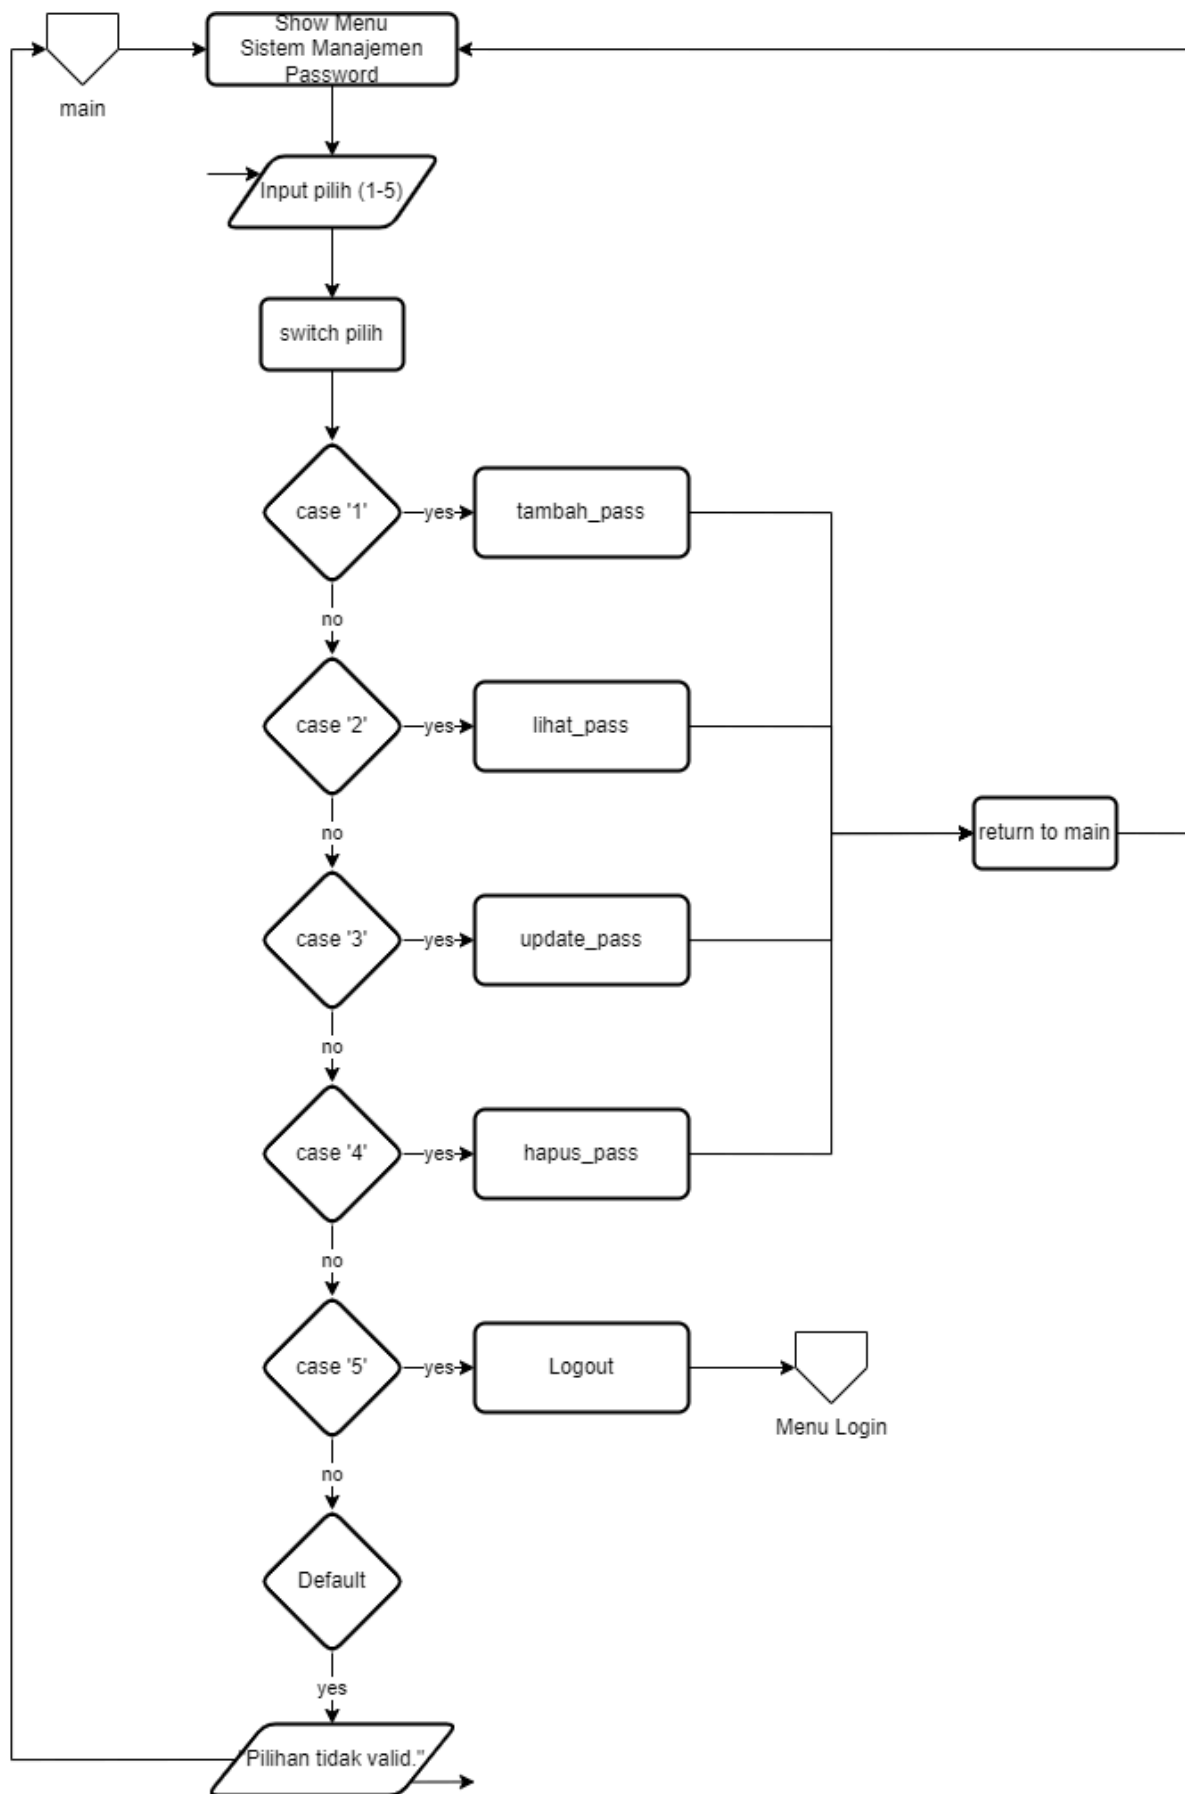 Show Menu
Sistem Manajemen
Password
main
Input pilih (1-5)
switch pilih
case '1'
yes
tambah_pass
no
case '2'
yes
lihat_pass
no
return to main
case '3'
yes
update_pass
no
case '4'
yes
hapus_pass
no
case '5'
yes
Logout
Menu Login
no
Default
yes
"Pilihan tidak valid."